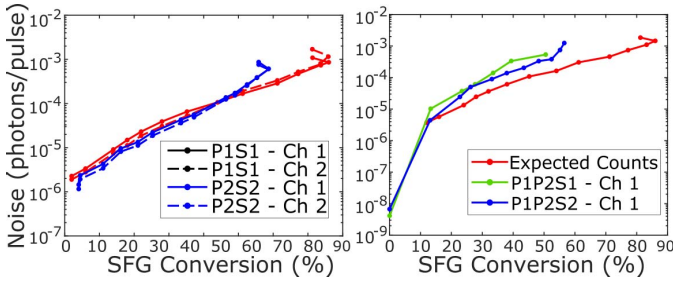 Noise (photons/pulse)
10-2
10-3
10-4
10-5
10-6
10-7
P1S1 - Ch 1
P1S1 - Ch 2
P2S2 - Ch 1
P2S2 - Ch 2
0 10 20 30 40 50 60 70 80 90
SFG Conversion (%)
10-2
10-3
10-4
10-5
10-6
10-7
10-8
10-9
Expected Counts
P1P2S1 - Ch 1
P1P2S2 - Ch 1
0 10 20 30 40 50 60 70 80 90
SFG Conversion (%)